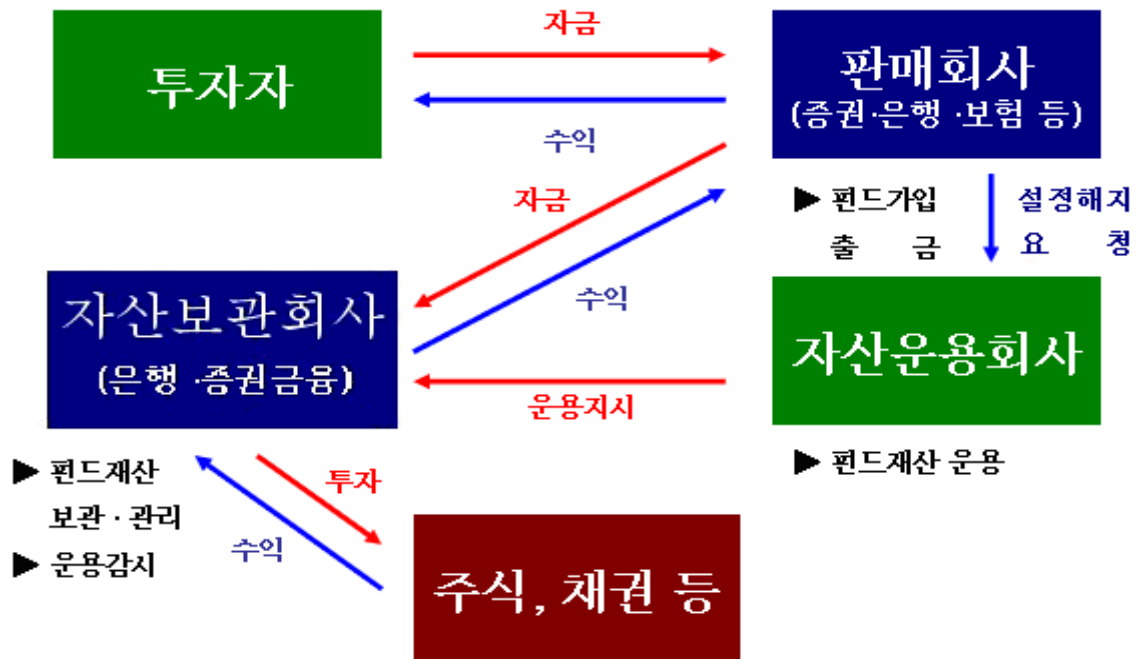 자금
투자자
판매회사
(증권·은행·보험 등)
수익
자금
▶ 펀드가입
출 금
설정해지
요 청
수익
자산보관회사
(은행·증권금융)
자산운용회사
운용지시
▶ 펀드재산
보관·관리
▶ 운용감시
투자
수익
▶ 펀드재산 운용
주식, 채권 등